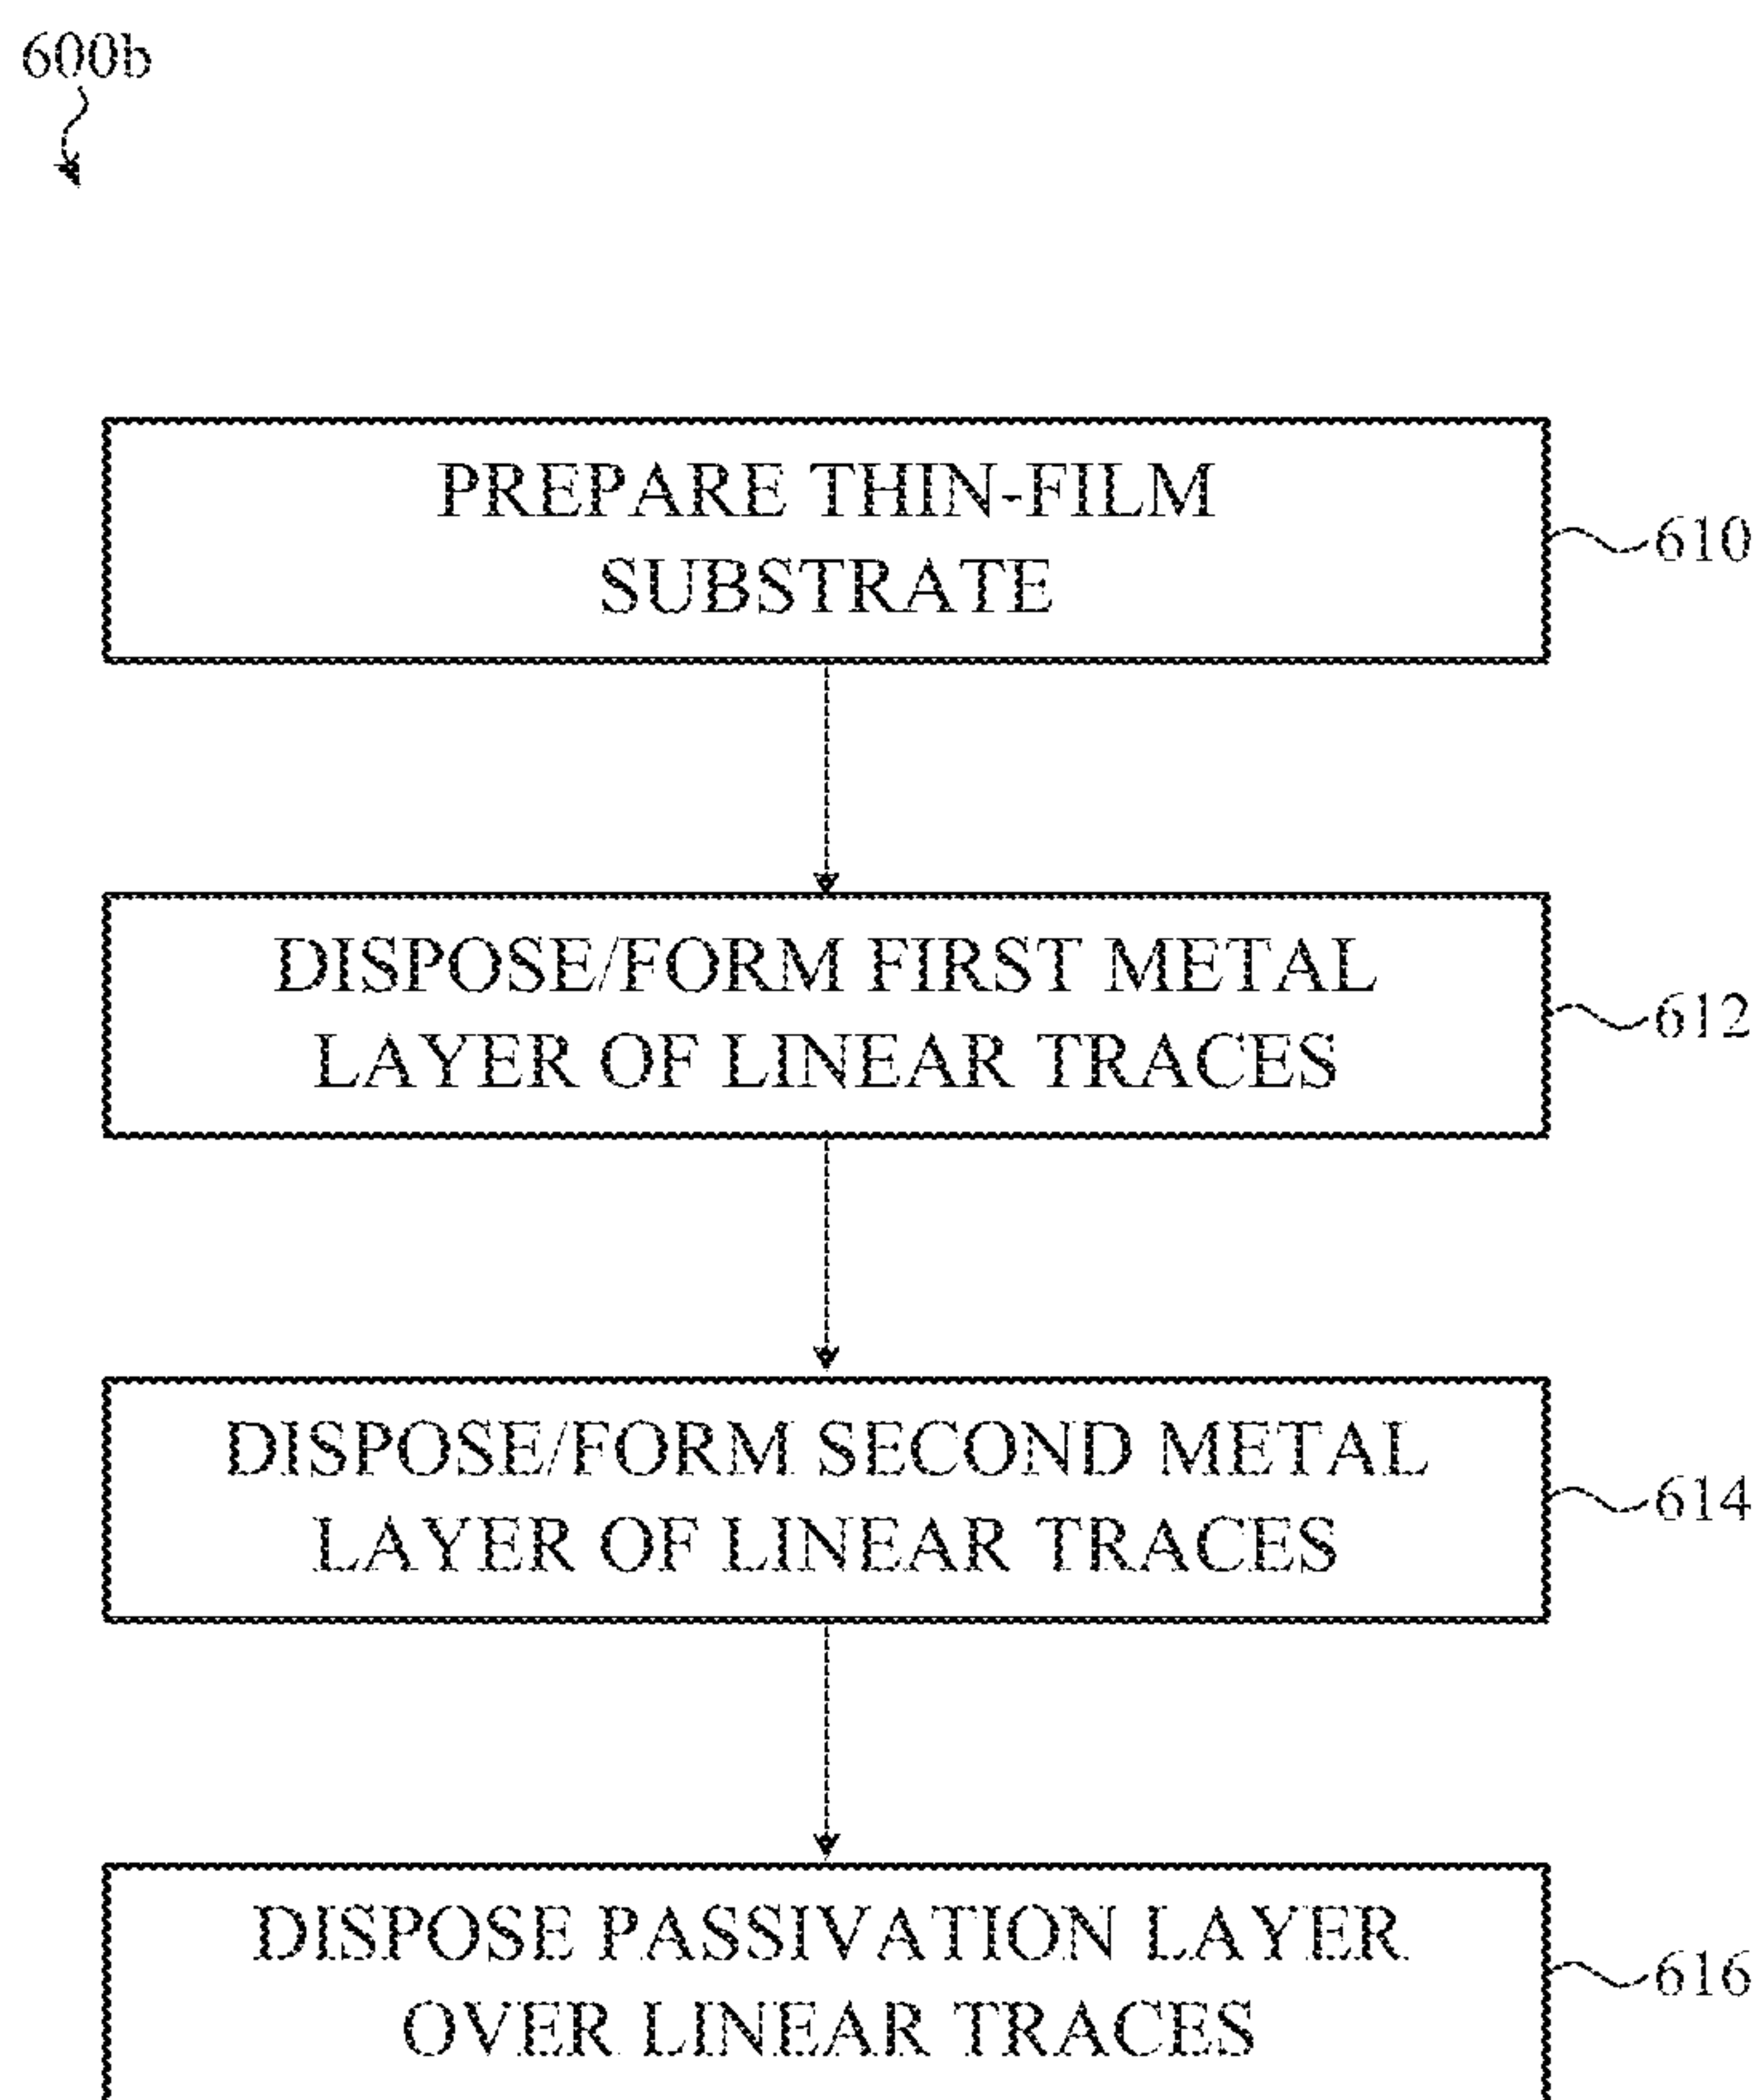 600b
PREPARE THIN-FILM
SUBSTRATE
610
DISPOSE/FORM FIRST METAL
LAYER OF LINEAR TRACES
612
DISPOSE/FORM SECOND METAL
LAYER OF LINEAR TRACES
614
DISPOSE PASSIVATION LAYER
OVER LINEAR TRACES
616